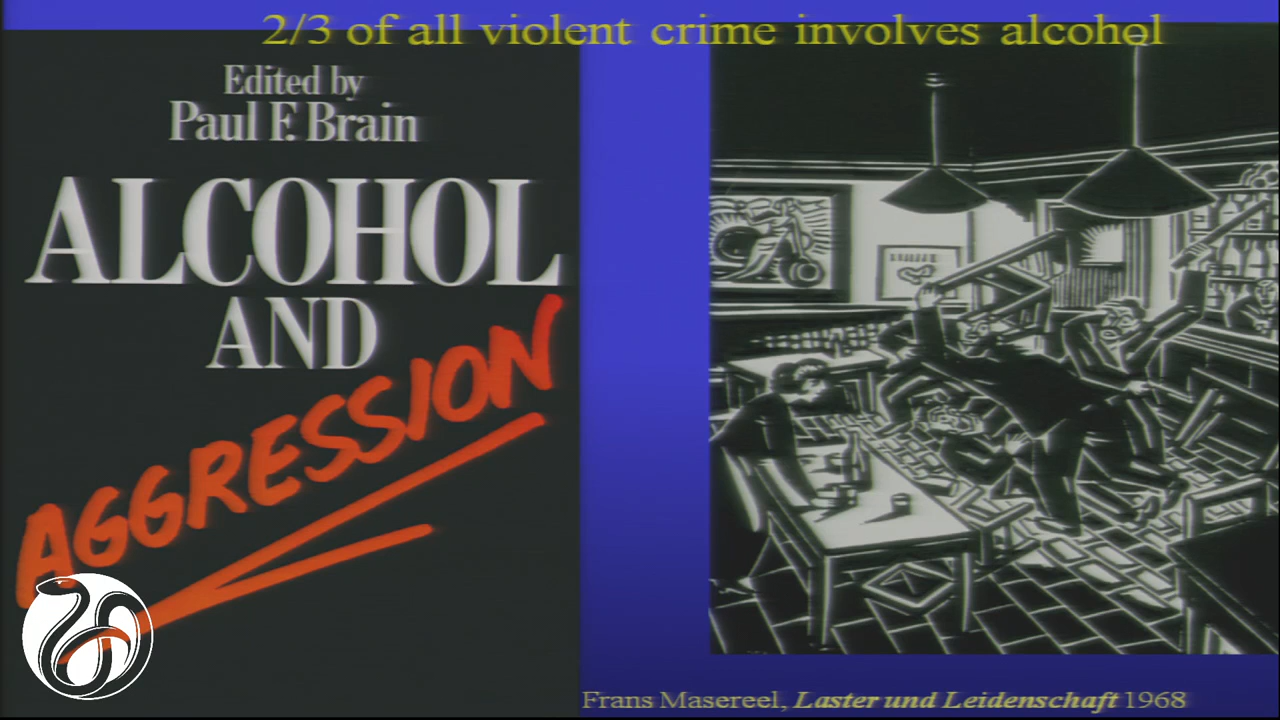 2/3 of all violent crime involves alcohol
Edited by
Paul F. Brain
ALCOHOL
AND
AGGRESSION
Frans Masereel, Laster und Leidenschaft 1968